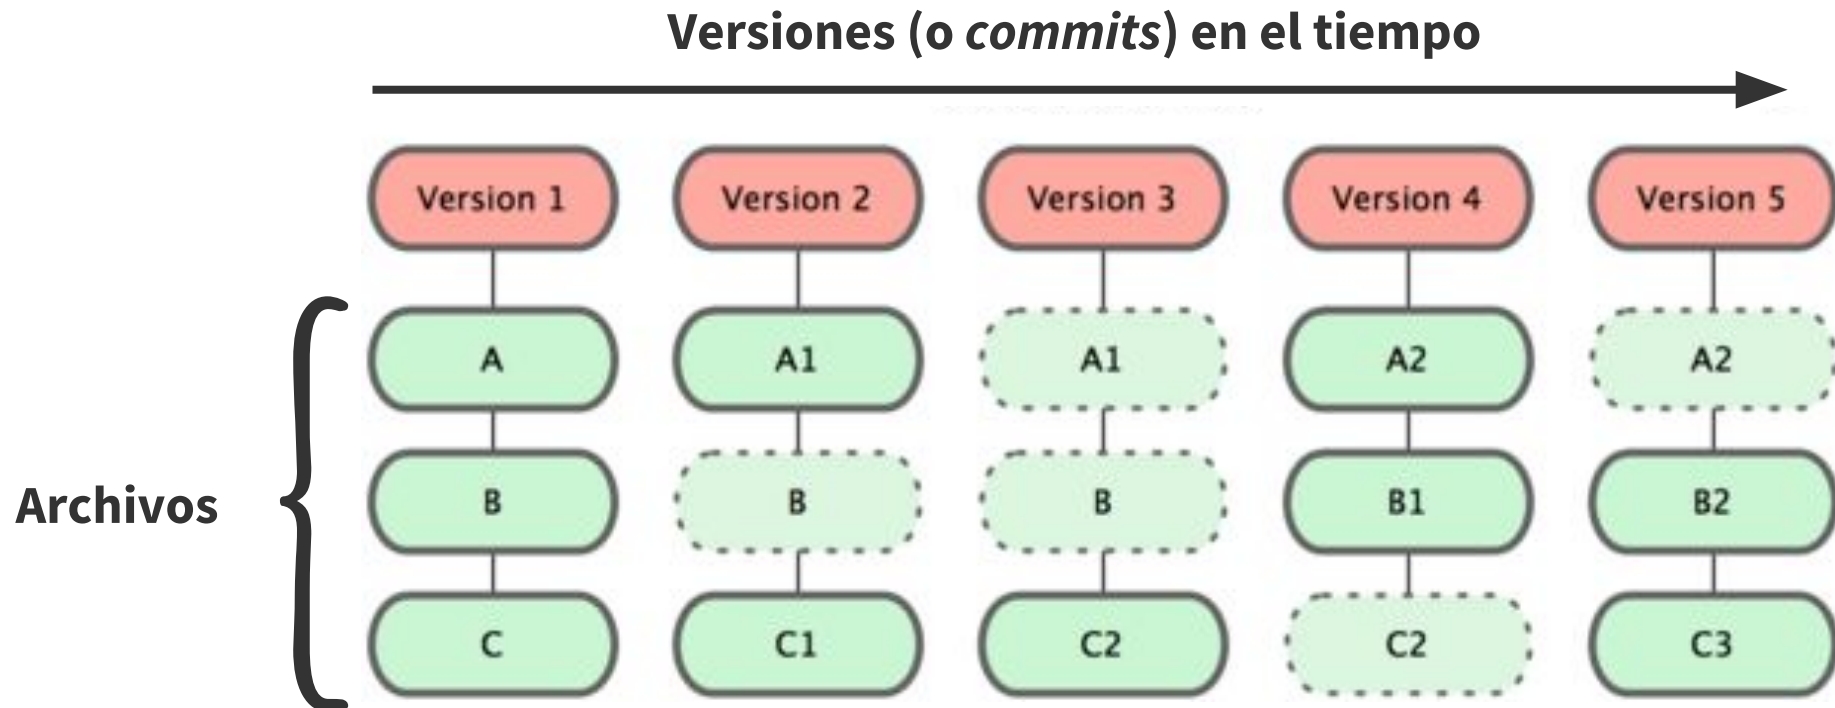 Versiones (o commits) en el tiempo
Version 1 Version 2 Version 3 Version 4 Version 5
A A1 A1 A2 A2
Archivos B B B B1 B2
C C1 C2 C2 C3